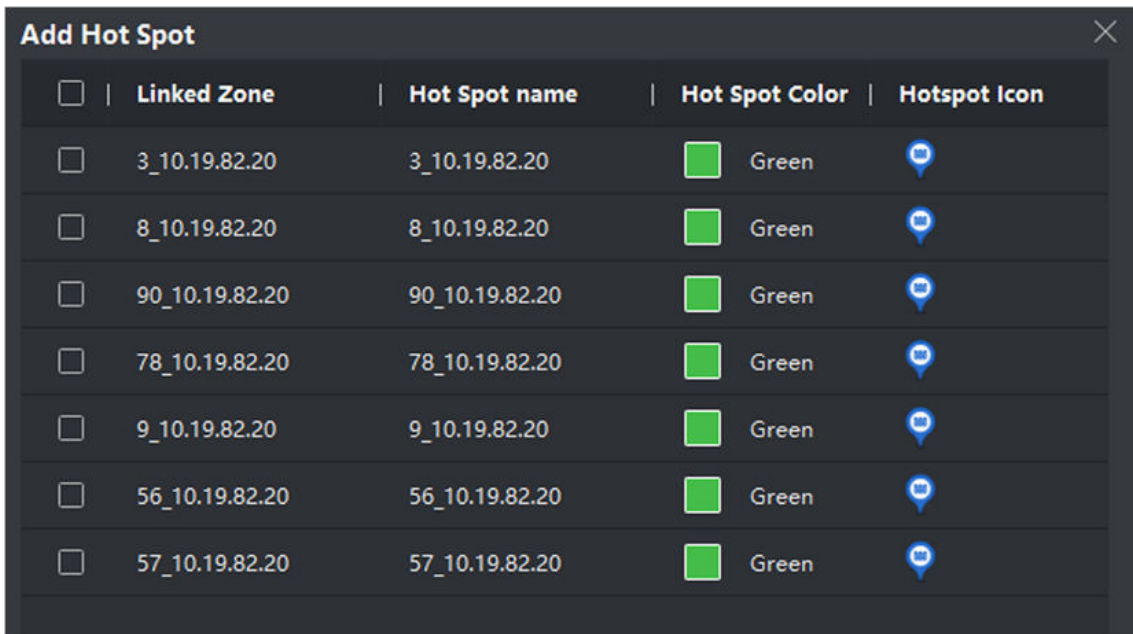 Add Hot Spot
Linked Zone | Hot Spot name | Hot Spot Color | Hotspot Icon
3_10.19.82.20 3_10.19.82.20 Green
8_10.19.82.20 8_10.19.82.20 Green
90_10.19.82.20 90_10.19.82.20 Green
78_10.19.82.20 78_10.19.82.20 Green
9_10.19.82.20 9_10.19.82.20 Green
56_10.19.82.20 56_10.19.82.20 Green
57_10.19.82.20 57_10.19.82.20 Green